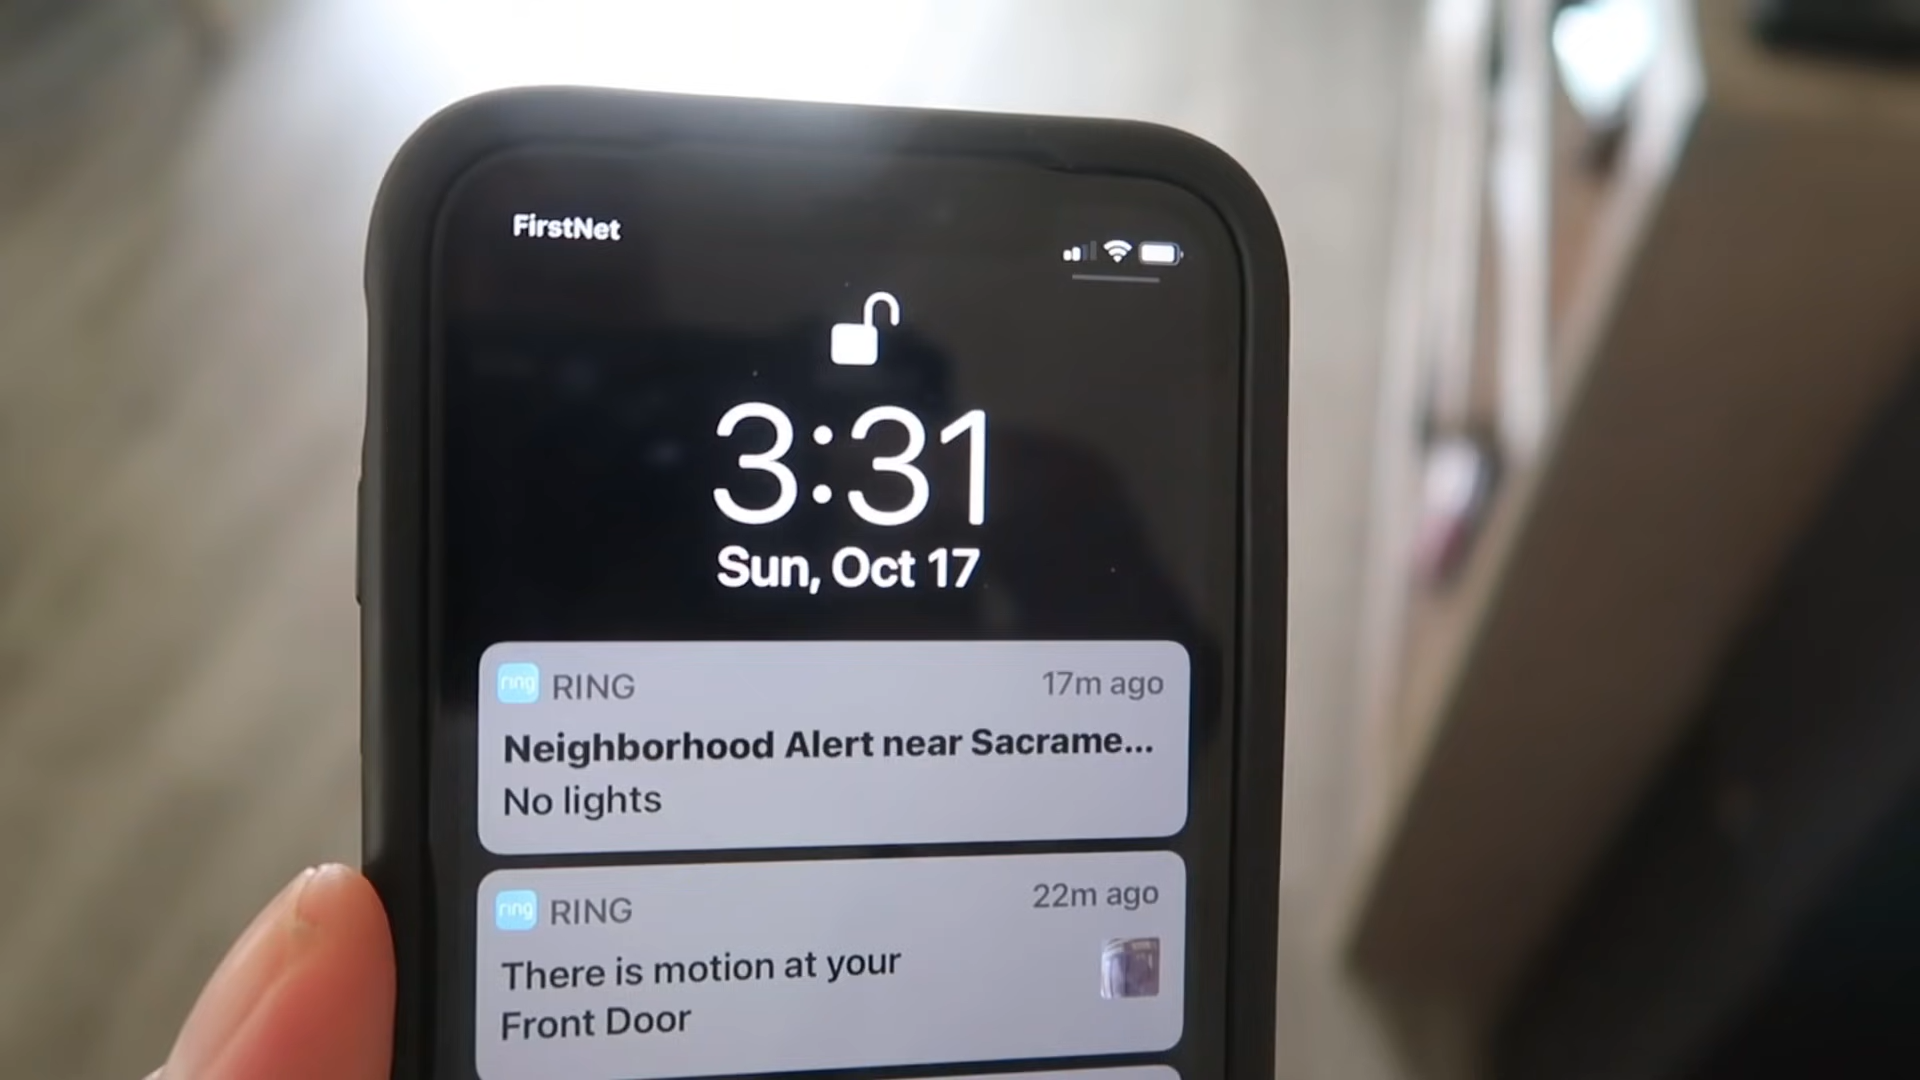 FirstNet
3:31
Sun, Oct 17
ring RING 17m ago
Neighborhood Alert near Sacrame...
No lights
ring RING 22m ago
There is motion at your
Front Door